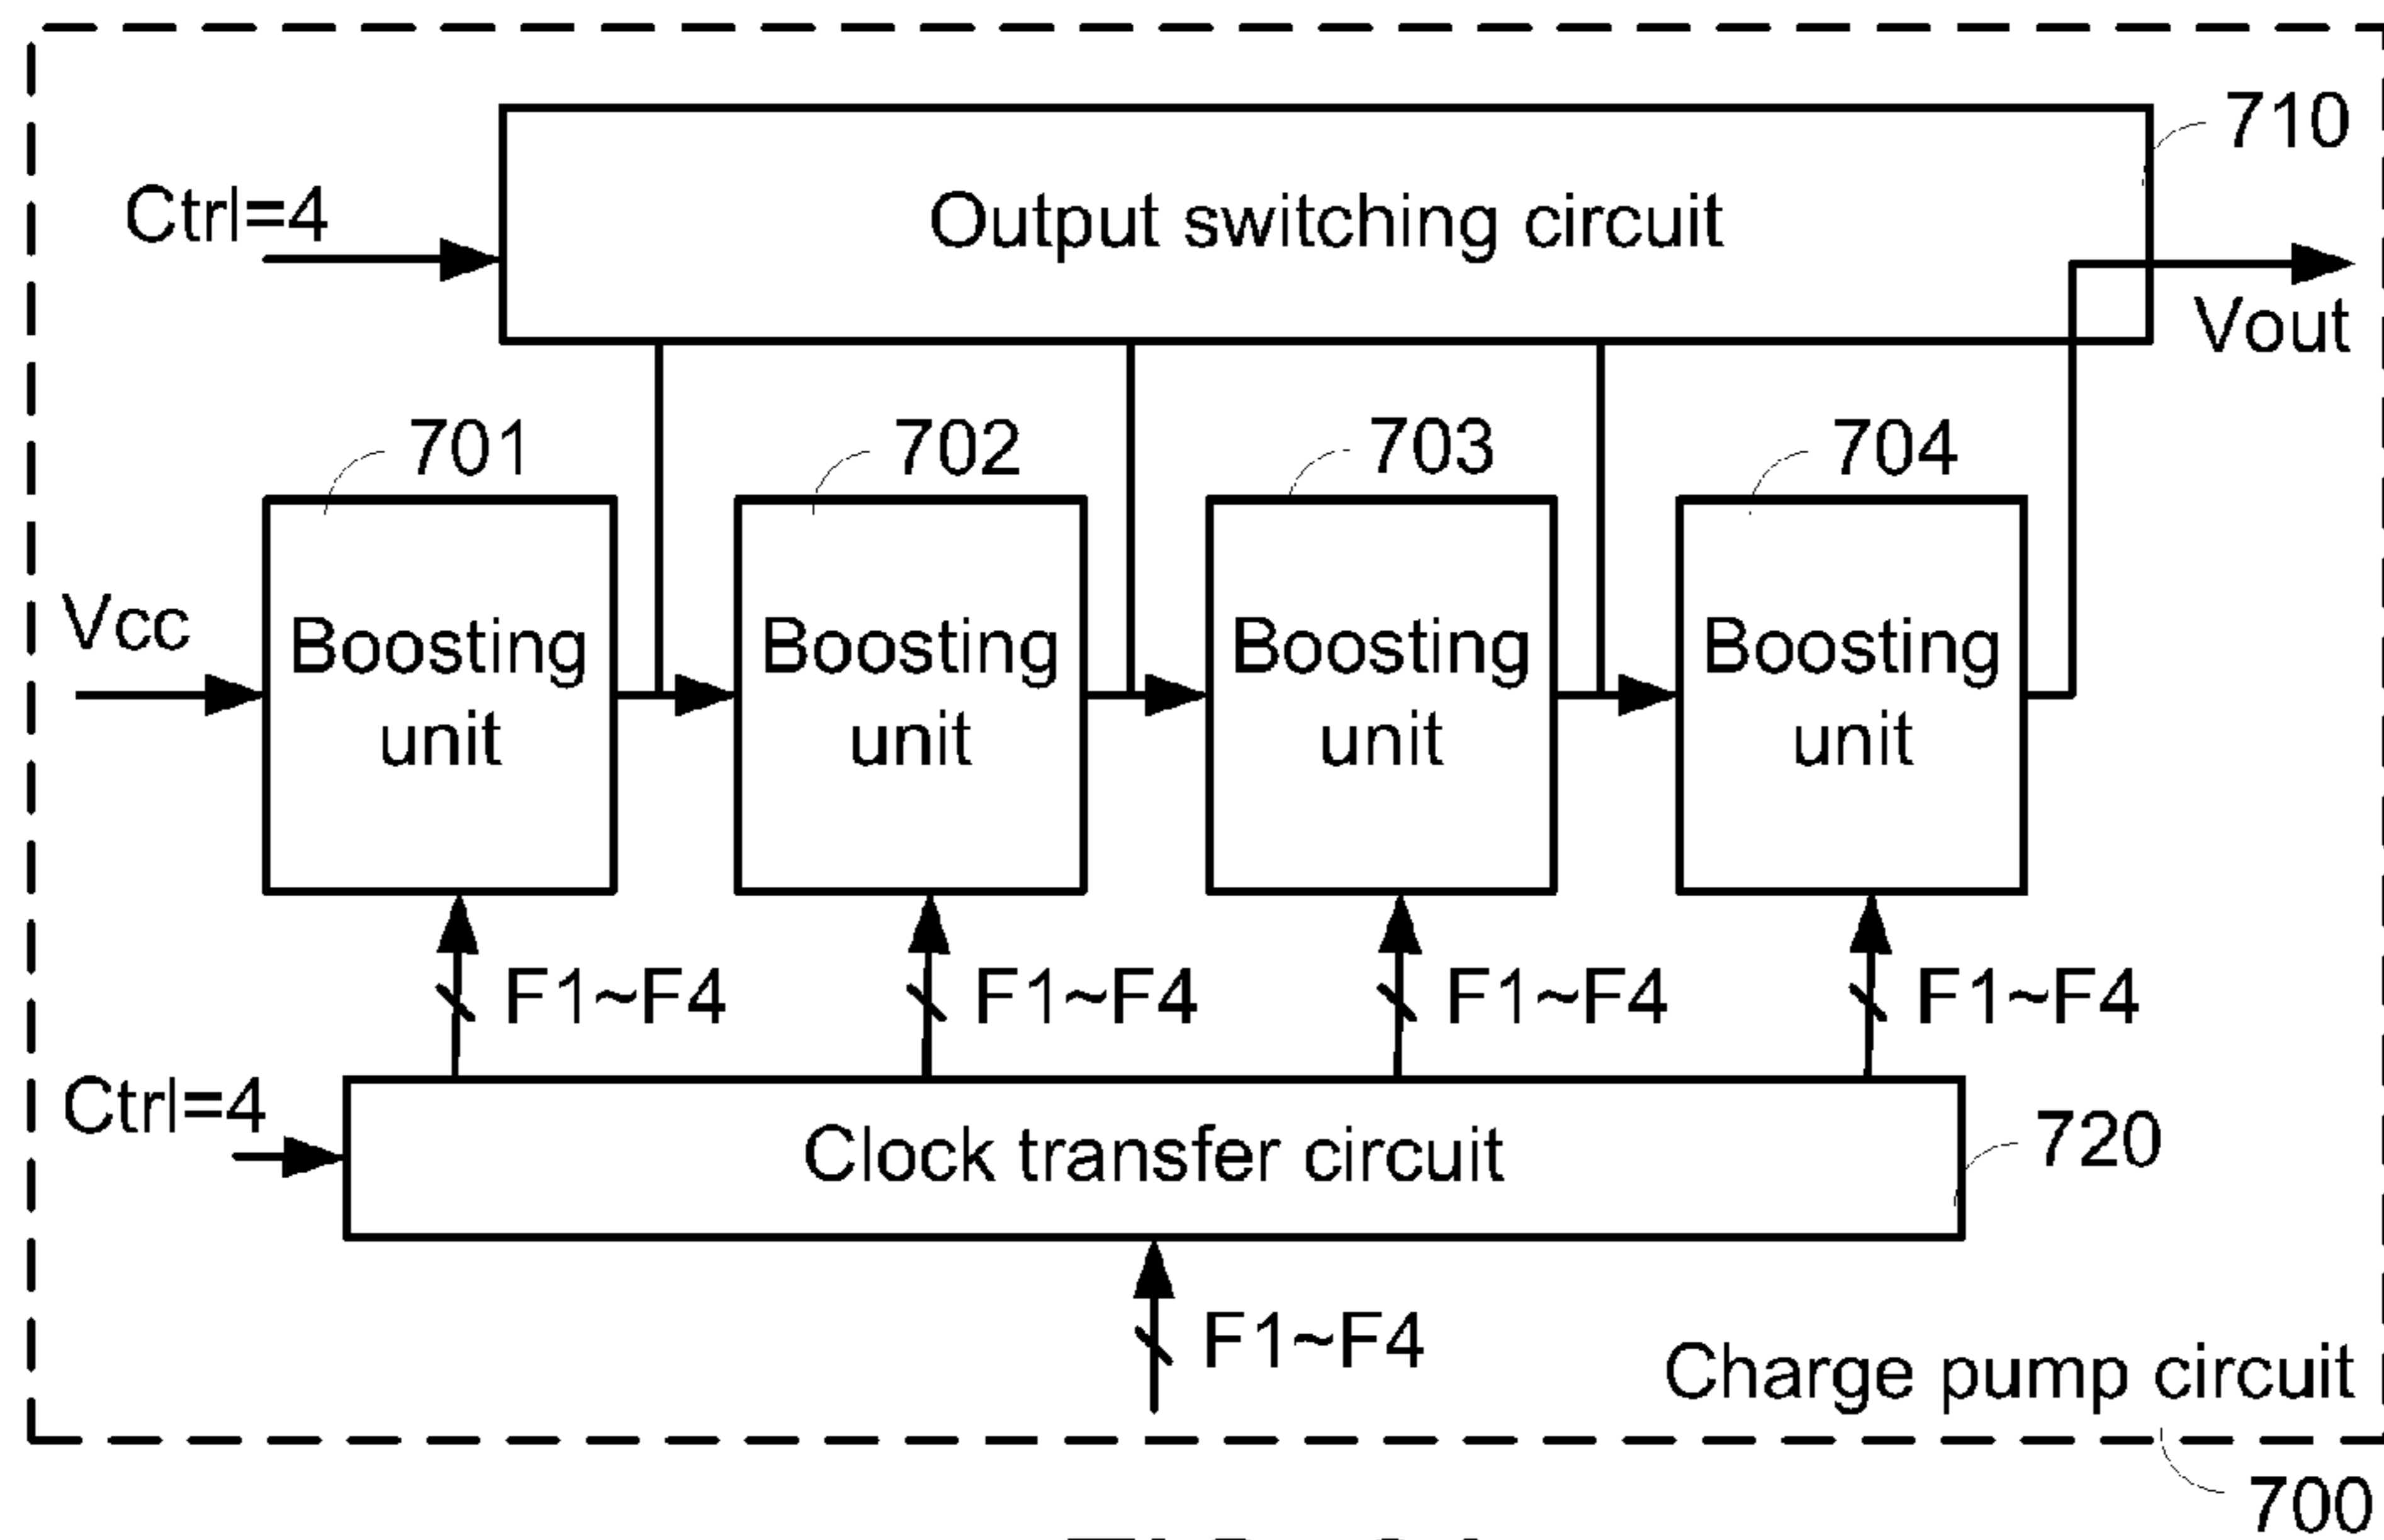 710
Ctrl=4
Output switching circuit
Vout
701
702
703
704
Vcc
Boosting
unit
Boosting
unit
Boosting
unit
Boosting
unit
F1~F4
F1~F4
F1~F4
F1~F4
Ctrl=4
Clock transfer circuit
720
F1~F4
Charge pump circuit
700